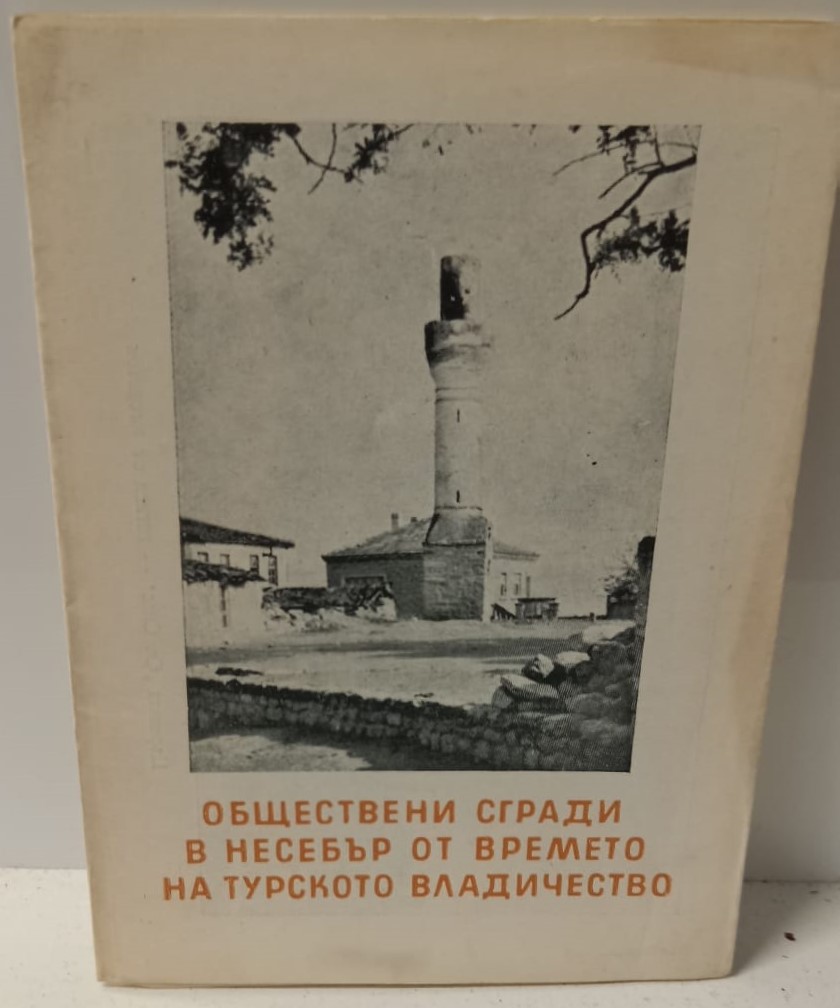 ОБЩЕСТВЕНИ СГРАДИ
В НЕСЕБЪР ОТ ВРЕМЕТО
НА ТУРСКОТО ВЛАДИЧЕСТВО